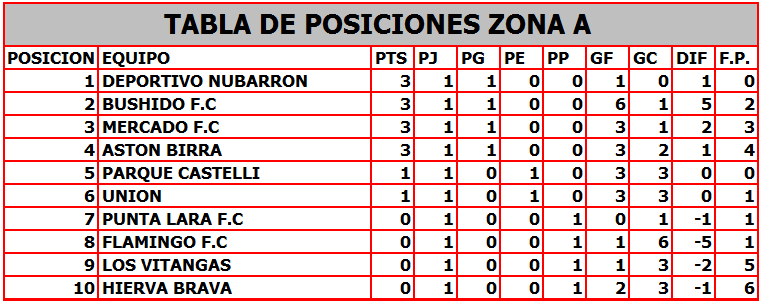 TABLA DE POSICIONES ZONA A
POSICION EQUIPO PTS PJ PG PE PP GF GC DIF F.P.
1 DEPORTIVO NUBARRON 3 1 1 0 0 1 0 1 0
2 BUSHIDO F.C 3 1 1 0 0 6 1 5 2
3 MERCADO F.C 3 1 1 0 0 3 1 2 3
4 ASTON BIRRA 3 1 1 0 0 3 2 1 4
5 PARQUE CASTELLI 1 1 0 1 0 3 3 0 0
6 UNION 1 1 0 1 0 3 3 0 1
7 PUNTA LARA F.C 0 1 0 0 1 0 1 -1 1
8 FLAMINGO F.C 0 1 0 0 1 1 6 -5 1
9 LOS VITANGAS 0 1 0 0 1 1 3 -2 5
10 HIERVA BRAVA 0 1 0 0 1 2 3 -1 6